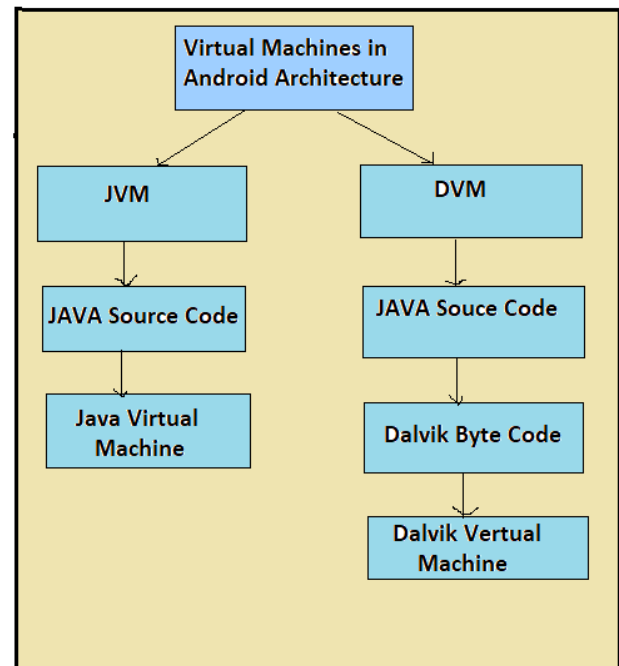 Virtual Machines in
Android Architecture
JVM
DVM
JAVA Source Code
JAVA Souce Code
Java Virtual
Machine
Dalvik Byte Code
Dalvik Vertual
Machine